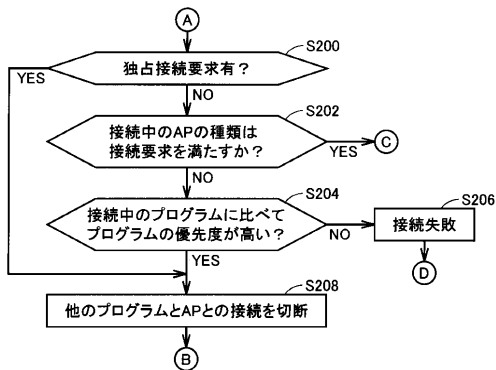 A
S200
独占接続要求有？
YES
NO
S202
接続中のAPの種類は
接続要求を満たすか？
YES
C
NO
S204
接続中のプログラムに比べて
プログラムの優先度が高い？
NO
S206
接続失敗
D
YES
S208
他のプログラムとAPとの接続を切断
B